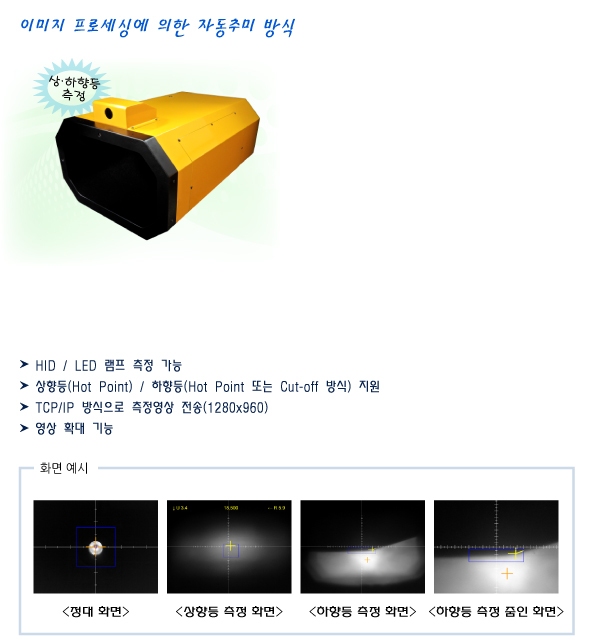 이미지 프로세싱에 의한 자동추미 방식
상·하향등
측정
➤ HID / LED 램프 측정 가능
➤ 상향등(Hot Point) / 하향등(Hot Point 또는 Cut-off 방식) 지원
➤ TCP/IP 방식으로 측정영상 전송(1280x960)
➤ 영상 확대 기능
화면 예시
<정대 화면>
<상향등 측정 화면>
<하향등 측정 화면>
<하향등 측정 줌인 화면>